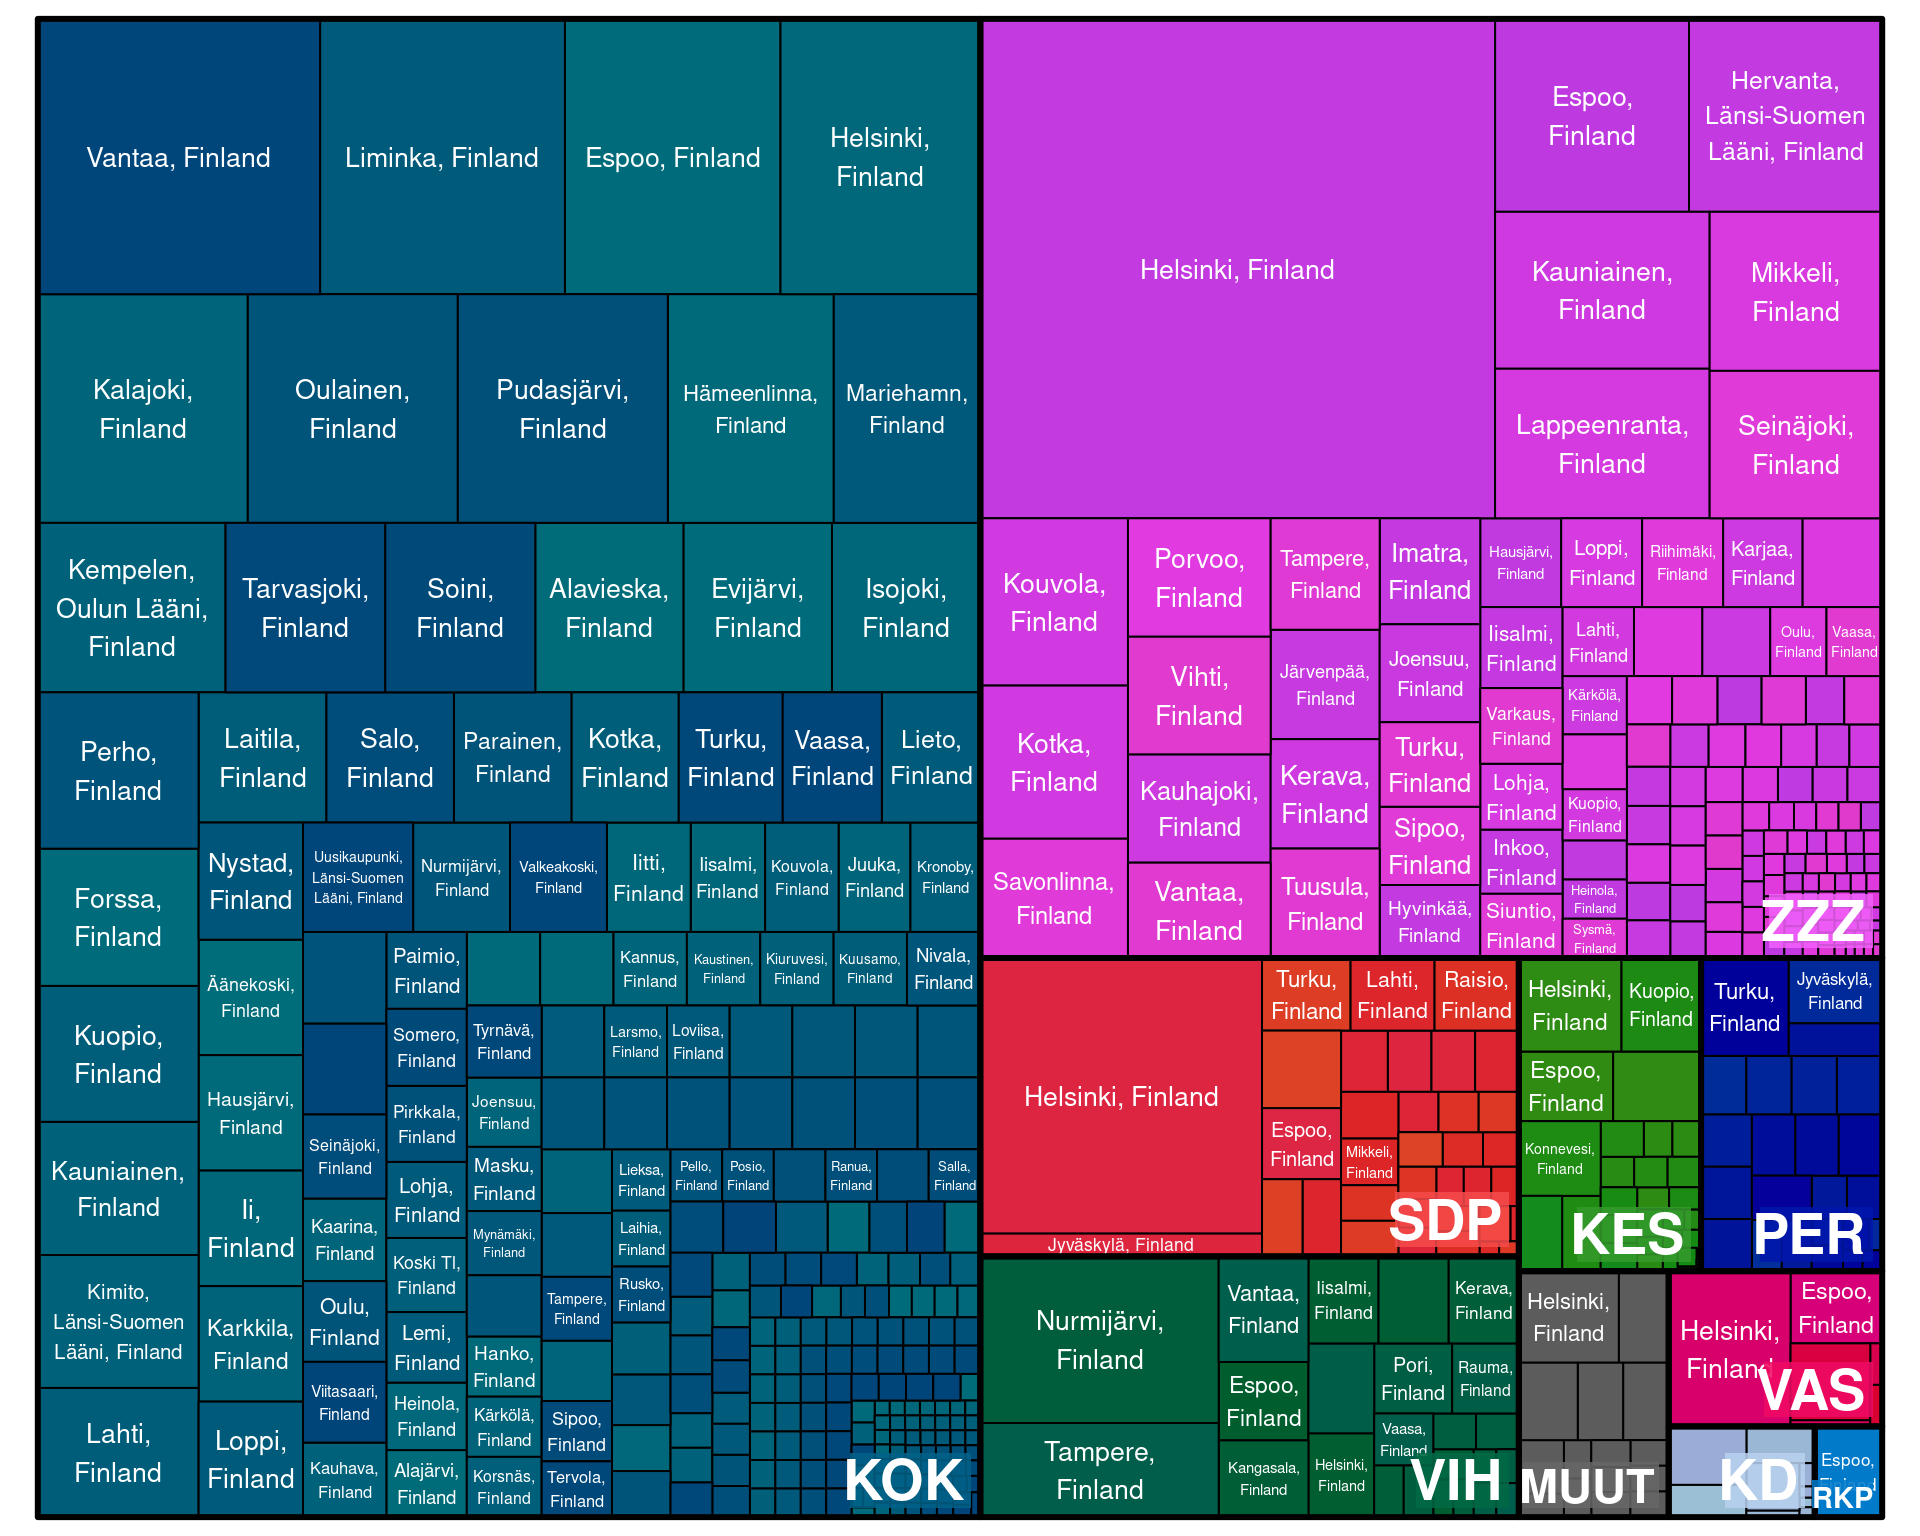 Vantaa, Finland
Liminka, Finland
Espoo, Finland
Helsinki,
Finland
Kalajoki,
Finland
Oulainen,
Finland
Pudasjärvi,
Finland
Hämeenlinna,
Finland
Mariehamn,
Finland
Kempelen,
Oulun Lääni,
Finland
Tarvasjoki,
Finland
Soini,
Finland
Alavieska,
Finland
Evijärvi,
Finland
Isojoki,
Finland
Perho,
Finland
Laitila,
Finland
Salo,
Finland
Parainen,
Finland
Kotka,
Finland
Turku,
Finland
Vaasa,
Finland
Lieto,
Finland
Forssa,
Finland
Nystad,
Finland
Uusikaupunki,
Länsi-Suomen
Lääni, Finland
Nurmijärvi,
Finland
Valkeakoski,
Finland
Iitti,
Finland
Iisalmi,
Finland
Kouvola,
Finland
Juuka,
Finland
Kronoby,
Finland
Kuopio,
Finland
Äänekoski,
Finland
Paimio,
Finland
Kannus,
Finland
Kaustinen,
Finland
Kiuruvesi,
Finland
Kuusamo,
Finland
Nivala,
Finland
Somero,
Finland
Tyrnävä,
Finland
Larsmo,
Finland
Loviisa,
Finland
Kauniainen,
Finland
Hausjärvi,
Finland
Seinäjoki,
Finland
Pirkkala,
Finland
Joensuu,
Finland
Ii,
Finland
Kaarina,
Finland
Lohja,
Finland
Masku,
Finland
Lieksa,
Finland
Pello,
Finland
Posio,
Finland
Ranua,
Finland
Salla,
Finland
Mynämäki,
Finland
Laihia,
Finland
Kimito,
Länsi-Suomen
Lääni, Finland
Karkkila,
Finland
Oulu,
Finland
Koski Tl,
Finland
Tampere,
Finland
Rusko,
Finland
Lemi,
Finland
Hanko,
Finland
Lahti,
Finland
Loppi,
Finland
Viitasaari,
Finland
Heinola,
Finland
Kärkölä,
Finland
Sipoo,
Finland
Kauhava,
Finland
Alajärvi,
Finland
Korsnäs,
Finland
Tervola,
Finland
KOK
Helsinki, Finland
Espoo,
Finland
Hervanta,
Länsi-Suomen
Lääni, Finland
Kauniainen,
Finland
Mikkeli,
Finland
Lappeenranta,
Finland
Seinäjoki,
Finland
Kouvola,
Finland
Porvoo,
Finland
Tampere,
Finland
Imatra,
Finland
Hausjärvi,
Finland
Loppi,
Finland
Riihimäki,
Finland
Karjaa,
Finland
Vihti,
Finland
Järvenpää,
Finland
Joensuu,
Finland
Iisalmi,
Finland
Lahti,
Finland
Oulu,
Finland
Vaasa,
Finland
Kotka,
Finland
Kauhajoki,
Finland
Kerava,
Finland
Turku,
Finland
Varkaus,
Finland
Kärkölä,
Finland
Lohja,
Finland
Kuopio,
Finland
Savonlinna,
Finland
Vantaa,
Finland
Tuusula,
Finland
Sipoo,
Finland
Hyvinkää,
Finland
Inkoo,
Finland
Siuntio,
Finland
Heinola,
Finland
Sysmä,
Finland
ZZZ
Helsinki, Finland
Jyväskylä, Finland
Turku,
Finland
Lahti,
Finland
Raisio,
Finland
Espoo,
Finland
Mikkeli,
Finland
SDP
Helsinki,
Finland
Kuopio,
Finland
Espoo,
Finland
Konnevesi,
Finland
KES
Turku,
Finland
Jyväskylä,
Finland
PER
Nurmijärvi,
Finland
Tampere,
Finland
Vantaa,
Finland
Espoo,
Finland
Kangasala,
Finland
Iisalmi,
Finland
Kerava,
Finland
Pori,
Finland
Rauma,
Finland
Vaasa,
Finland
Helsinki,
Finland
VIH
Helsinki,
Finland
MUUT
Helsinki,
Finland
Espoo,
Finland
VAS
KD
Espoo,
Finland
RKP